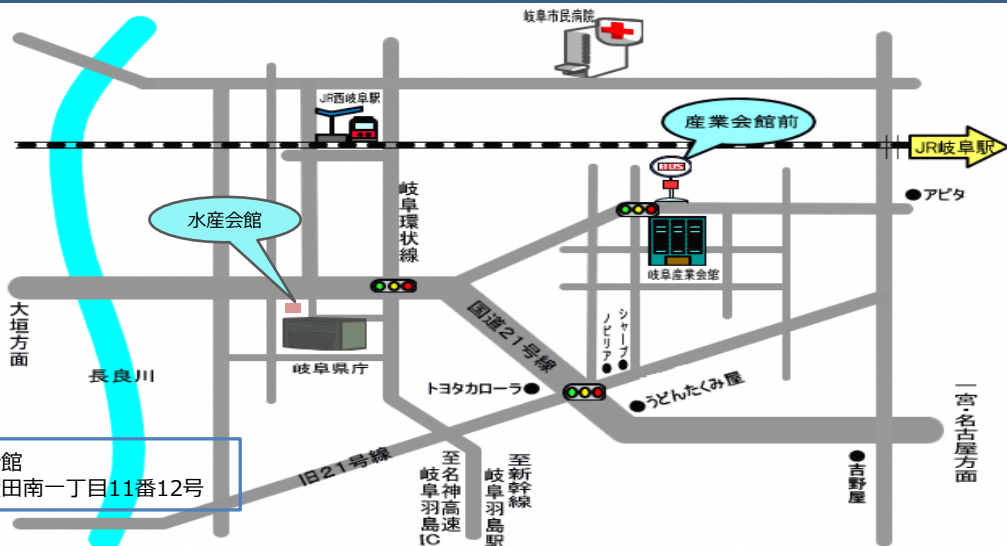 岐阜市民病院
JR西岐阜駅
産業会館前
JR岐阜駅
BUS
アピタ
水産会館
岐阜環状線
岐阜産業会館
大垣方面
国道21号線
シャープ
ノビリア
長良川
岐阜県庁
トヨタカローラ
うどんたくみ屋
一宮・名古屋方面
館
田南一丁目11番12号
旧21号線
至名神高速
岐阜羽島IC
至新幹線
岐阜羽島駅
吉野屋